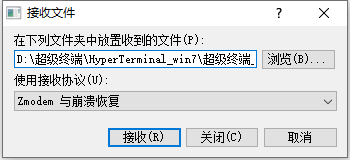 接收文件
在下列文件夹中放置收到的文件(P):
D:\超级终端\HyperTerminal_win7\超级终端_
浏览(B)...
使用接收协议(U):
Zmodem 与崩溃恢复
接收(R)
关闭(C)
取消